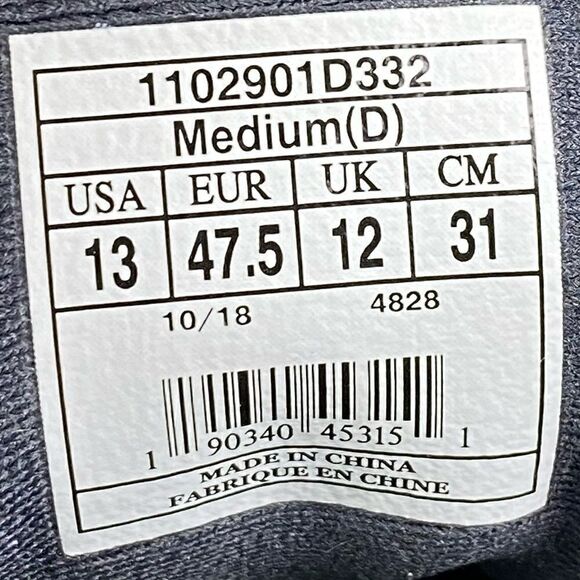 1102901D332
Medium(D)
USA EUR UK CM
13 47.5 12 31
10/18 4828
1 90340 45315 1
MADE IN CHINA
FABRIQUE EN CHINE